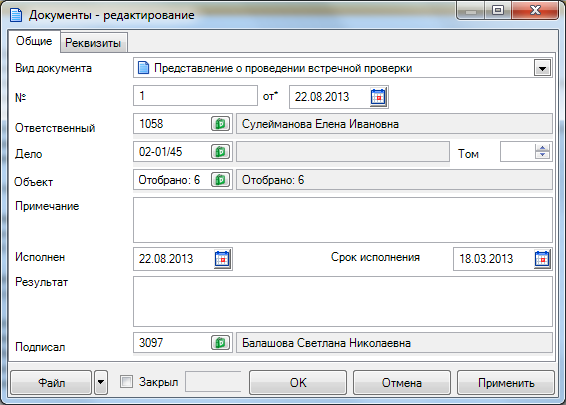 Документы - редактирование
Общие Реквизиты
Вид документа Представление о проведении встречной проверки
№ 1 от* 22.08.2013
Ответственный 1058 Сулейманова Елена Ивановна
Дело 02-01/45 Том
Объект Отобрано: 6 Отобрано: 6
Примечание
Исполнен 22.08.2013 Срок исполнения 18.03.2013
Результат
Подписал 3097 Балашова Светлана Николаевна
Файл Закрыл OK Отмена Применить